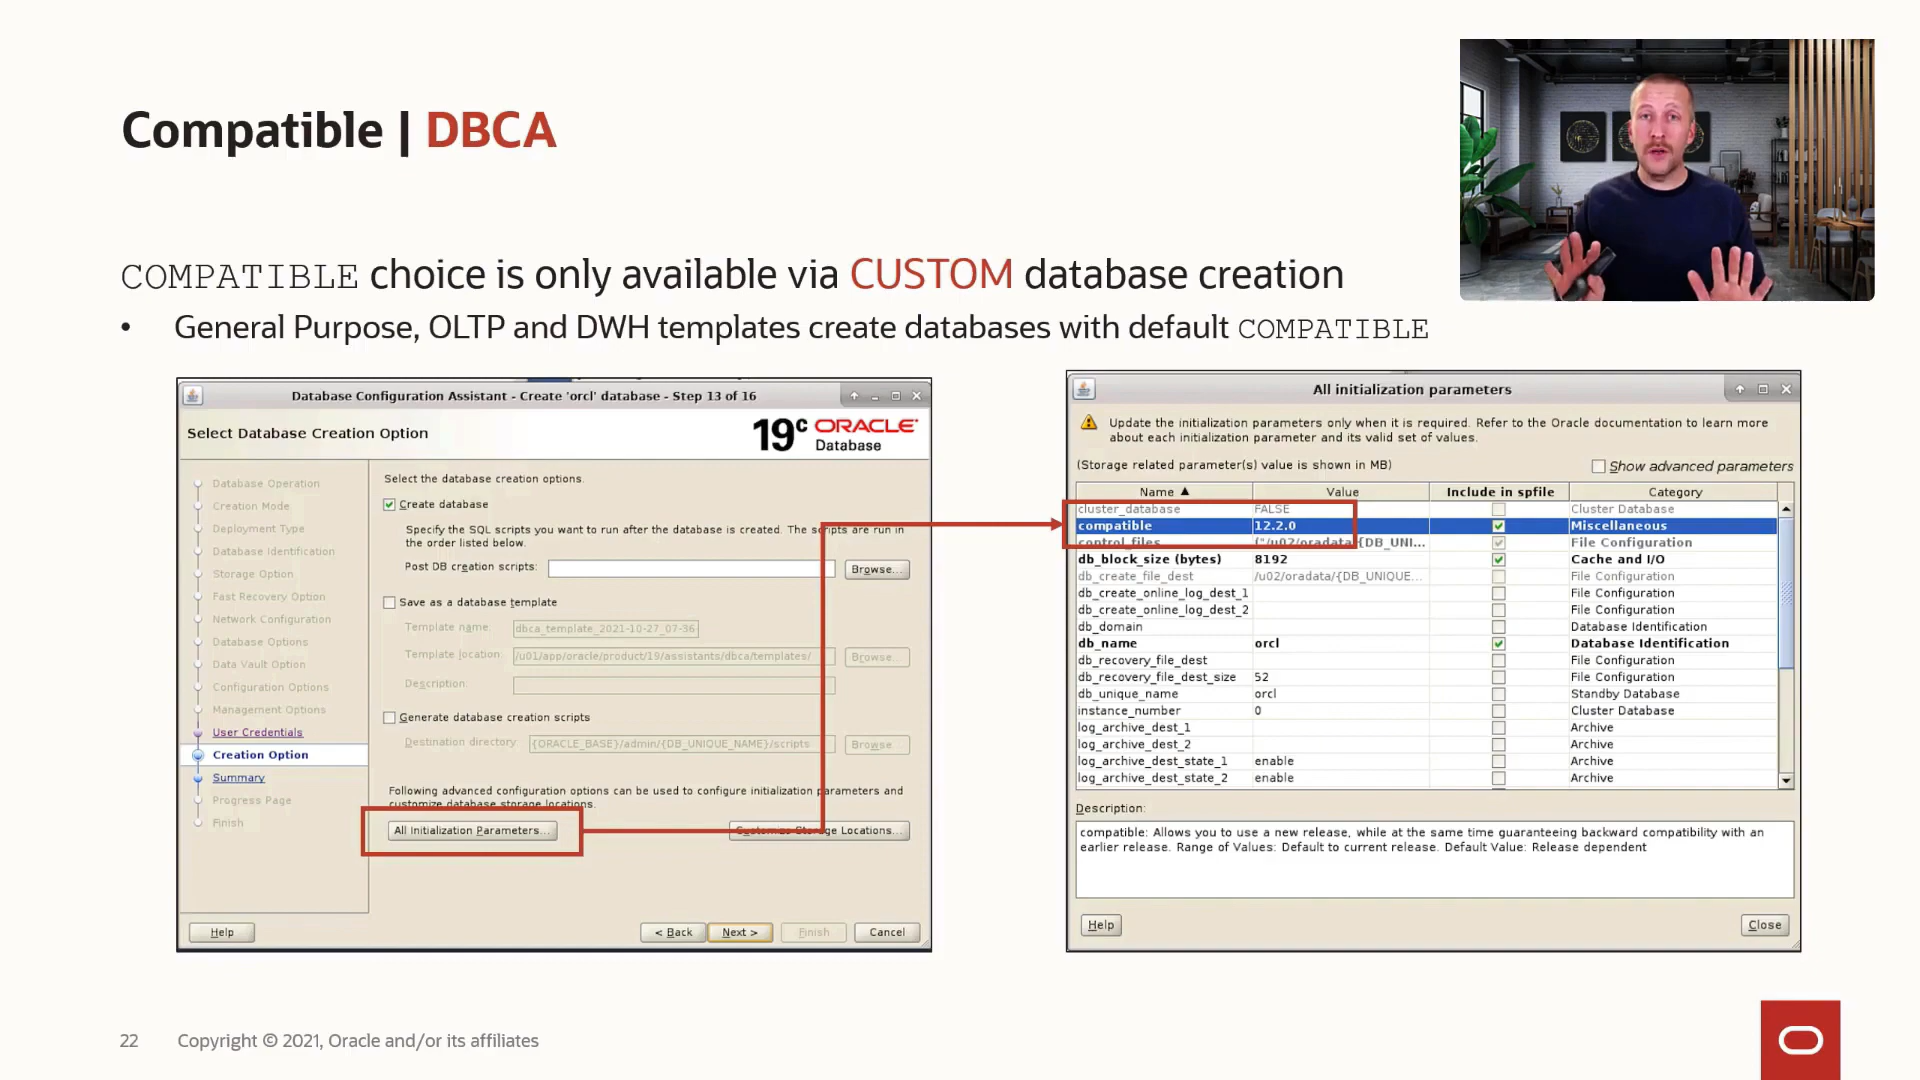 Compatible | DBCA
COMPATIBLE choice is only available via CUSTOM database creation
• General Purpose, OLTP and DWH templates create databases with default COMPATIBLE
Database Configuration Assistant - Create 'orcl' database - Step 13 of 16
Select Database Creation Option
19c ORACLE
Database
Database Operation
Creation Mode
Deployment Type
Database Identification
Storage Option
Fast Recovery Option
Network Configuration
Database Options
Data Vault Option
Configuration Options
Management Options
User Credentials
Creation Option
Summary
Progress Page
Finish
Select the database creation options.
Create database
Specify the SQL scripts you want to run after the database is created. The scripts are run in
the order listed below.
Post DB creation scripts: Browse...
Save as a database template
Template name: dbca_template_2021-10-27_07-36
Template location: /u01/app/oracle/product/19/assistants/dbca/templates/ Browse...
Description:
Generate database creation scripts
Destination directory {ORACLE_BASE}/admin/{DB_UNIQUE_NAME}/scripts Browse...
Following advanced configuration options can be used to configure initialization parameters and
customize database storage locations.
All Initialization Parameters... Customize Storage Locations...
Help < Back Next > Finish Cancel
All initialization parameters
Update the initialization parameters only when it is required. Refer to the Oracle documentation to learn more
about each initialization parameter and its valid set of values.
(Storage related parameter(s) value is shown in MB) Show advanced parameters
Name Value Include in spfile Category
cluster_database FALSE Cluster Database
compatible 12.2.0 Miscellaneous
control_files ("/u02/oradata/{DB_UNI... File Configuration
db_block_size (bytes) 8192 Cache and I/O
db_create_file_dest /u02/oradata/{DB_UNIQUE... File Configuration
db_create_online_log_dest_1 File Configuration
db_create_online_log_dest_2 File Configuration
db_domain Database Identification
db_name orcl Database Identification
db_recovery_file_dest File Configuration
db_recovery_file_dest_size 52 File Configuration
db_unique_name orcl Standby Database
instance_number 0 Cluster Database
log_archive_dest_1 Archive
log_archive_dest_2 Archive
log_archive_dest_state_1 enable Archive
log_archive_dest_state_2 enable Archive
Description:
compatible: Allows you to use a new release, while at the same time guaranteeing backward compatibility with an
earlier release. Range of Values: Default to current release. Default Value: Release dependent
Help Close
22 Copyright © 2021, Oracle and/or its affiliates